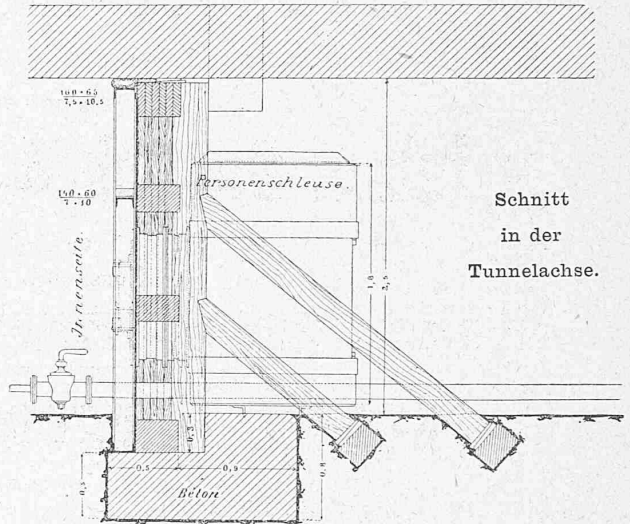 160 • 65
7,5 • 10,5
140 • 60
7 • 10
Personenschleuse.
Schnitt
in der
Tunnelachse.
Innenseite.
1,8
2,5
0,3
0,5
0,9
0,8
0,5
Béton